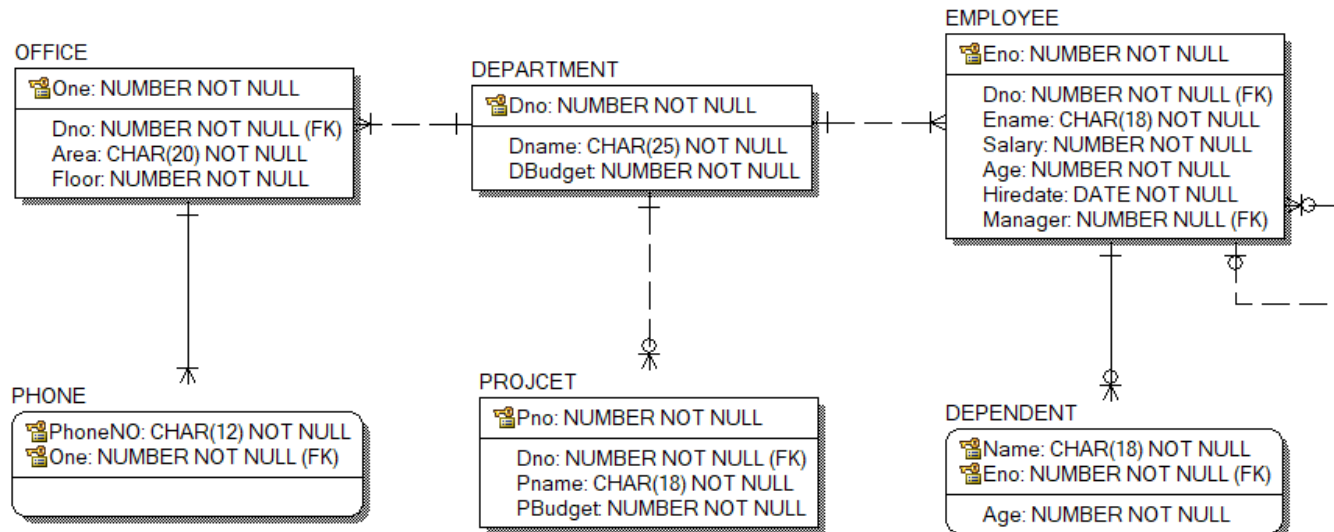 OFFICE
One: NUMBER NOT NULL
Dno: NUMBER NOT NULL (FK)
Area: CHAR(20) NOT NULL
Floor: NUMBER NOT NULL
DEPARTMENT
Dno: NUMBER NOT NULL
Dname: CHAR(25) NOT NULL
DBudget: NUMBER NOT NULL
EMPLOYEE
Eno: NUMBER NOT NULL
Dno: NUMBER NOT NULL (FK)
Ename: CHAR(18) NOT NULL
Salary: NUMBER NOT NULL
Age: NUMBER NOT NULL
Hiredate: DATE NOT NULL
Manager: NUMBER NULL (FK)
PHONE
PhoneNO: CHAR(12) NOT NULL
One: NUMBER NOT NULL (FK)
PROJCET
Pno: NUMBER NOT NULL
Dno: NUMBER NOT NULL (FK)
Pname: CHAR(18) NOT NULL
PBudget: NUMBER NOT NULL
DEPENDENT
Name: CHAR(18) NOT NULL
Eno: NUMBER NOT NULL (FK)
Age: NUMBER NOT NULL